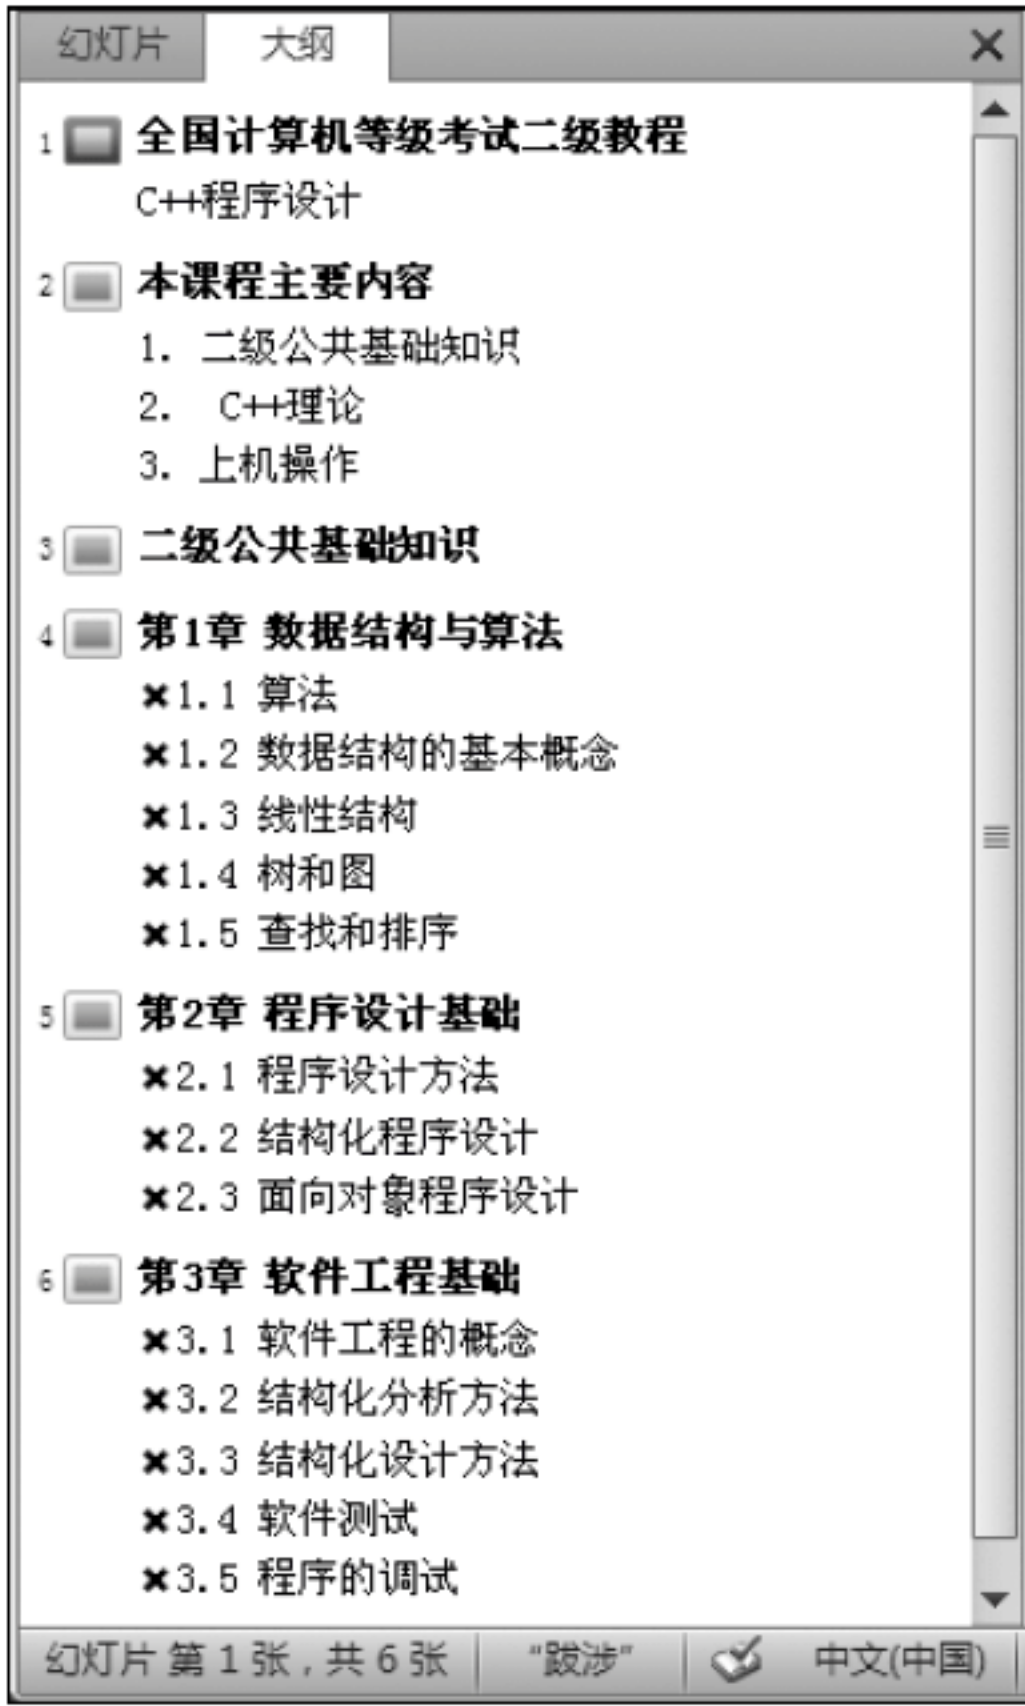 幻灯片 大纲
1 全国计算机等级考试二级教程
C++程序设计
2 本课程主要内容
1. 二级公共基础知识
2. C++理论
3. 上机操作
3 二级公共基础知识
4 第1章 数据结构与算法
×1.1 算法
×1.2 数据结构的基本概念
×1.3 线性结构
×1.4 树和图
×1.5 查找和排序
5 第2章 程序设计基础
×2.1 程序设计方法
×2.2 结构化程序设计
×2.3 面向对象程序设计
6 第3章 软件工程基础
×3.1 软件工程的概念
×3.2 结构化分析方法
×3.3 结构化设计方法
×3.4 软件测试
×3.5 程序的调试
幻灯片 第 1 张，共 6 张 “跋涉” 中文(中国)